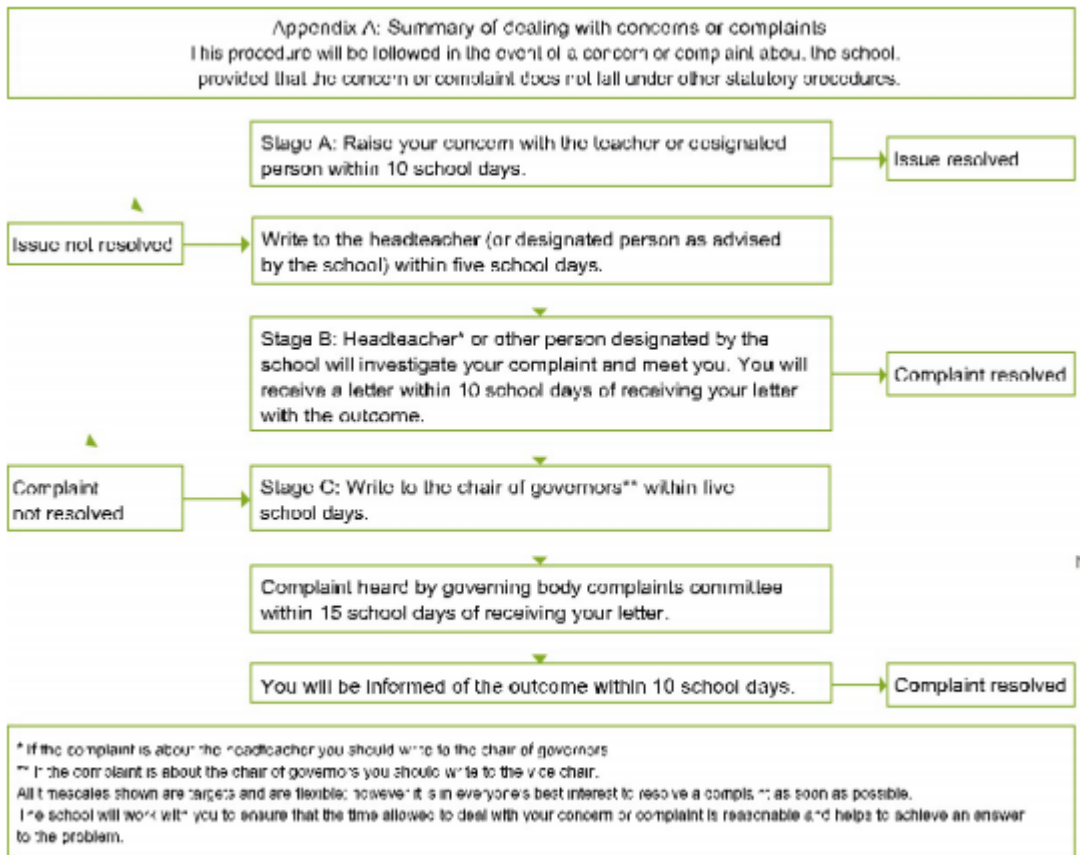 Appendix A: Summary of dealing with concerns or complaints
This procedure will be followed in the event of a concern or complaint about the school,
provided that the concern or complaint does not fall under other statutory procedures.
Stage A: Raise your concern with the teacher or designated
person within 10 school days.
Issue resolved
Issue not resolved
Write to the headteacher (or designated person as advised
by the school) within five school days.
Stage B: Headteacher* or other person designated by the
school will investigate your complaint and meet you. You will
receive a letter within 10 school days of receiving your letter
with the outcome.
Complaint resolved
Complaint
not resolved
Stage C: Write to the chair of governors** within five
school days.
Complaint heard by governing body complaints committee
within 15 school days of receiving your letter.
You will be informed of the outcome within 10 school days.
Complaint resolved
* If the complaint is about the headteacher you should write to the chair of governors
** If the complaint is about the chair of governors you should write to the vice chair.
All timescales shown are targets and are flexible; however it is in everyone's best interest to resolve a complaint as soon as possible.
The school will work with you to ensure that the time allowed to deal with your concern or complaint is reasonable and helps to achieve an answer
to the problem.